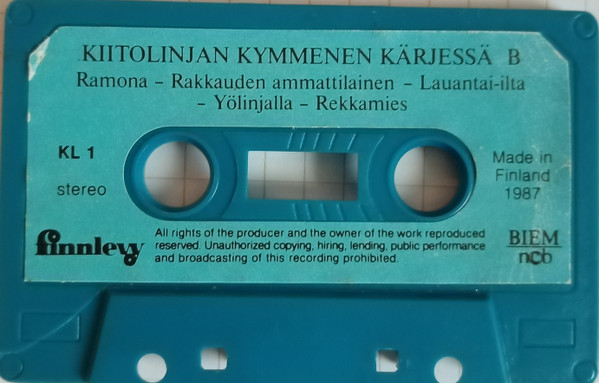 KIITOLINJAN KYMMENEN KÄRJESSÄ B
Ramona – Rakkauden ammattilainen – Lauantai-ilta
– Yölinjalla – Rekkamies
KL 1
stereo
Made in
Finland
1987
finnlevy
All rights of the producer and the owner of the work reproduced
reserved. Unauthorized copying, hiring, lending, public performance
and broadcasting of this recording prohibited.
BIEM
ncb